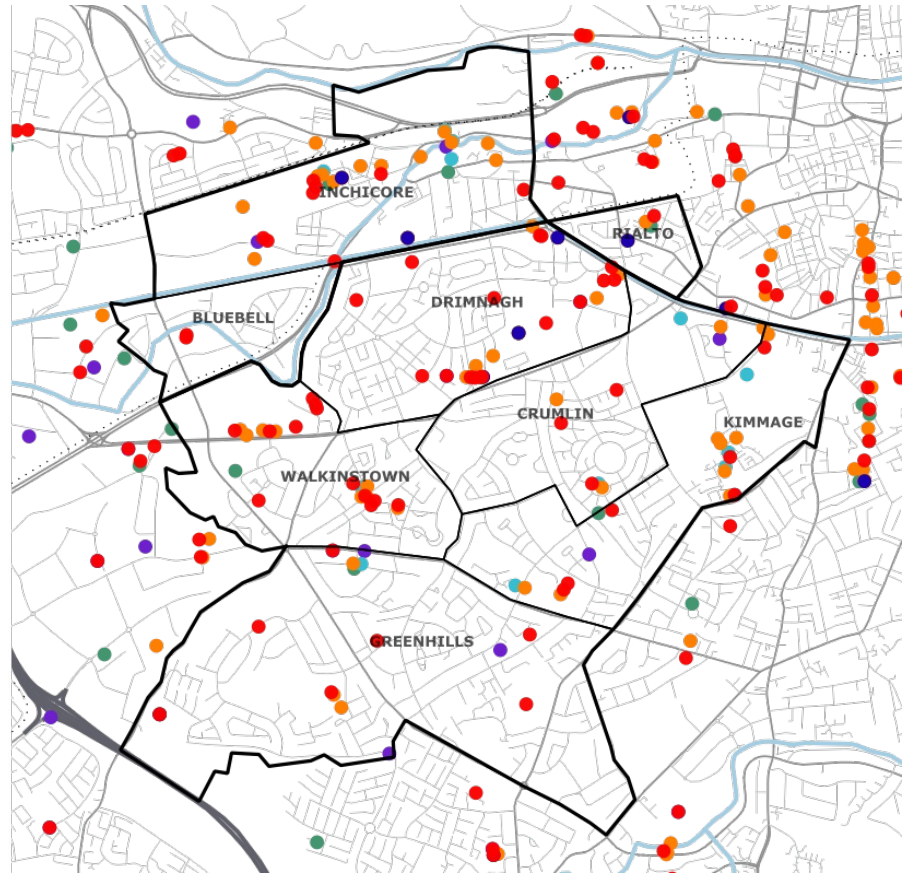 INCHICORE
RIALTO
DRIMNAGH
BLUEBELL
CRUMLIN
KIMMAGE
WALKINSTOWN
GREENHILLS